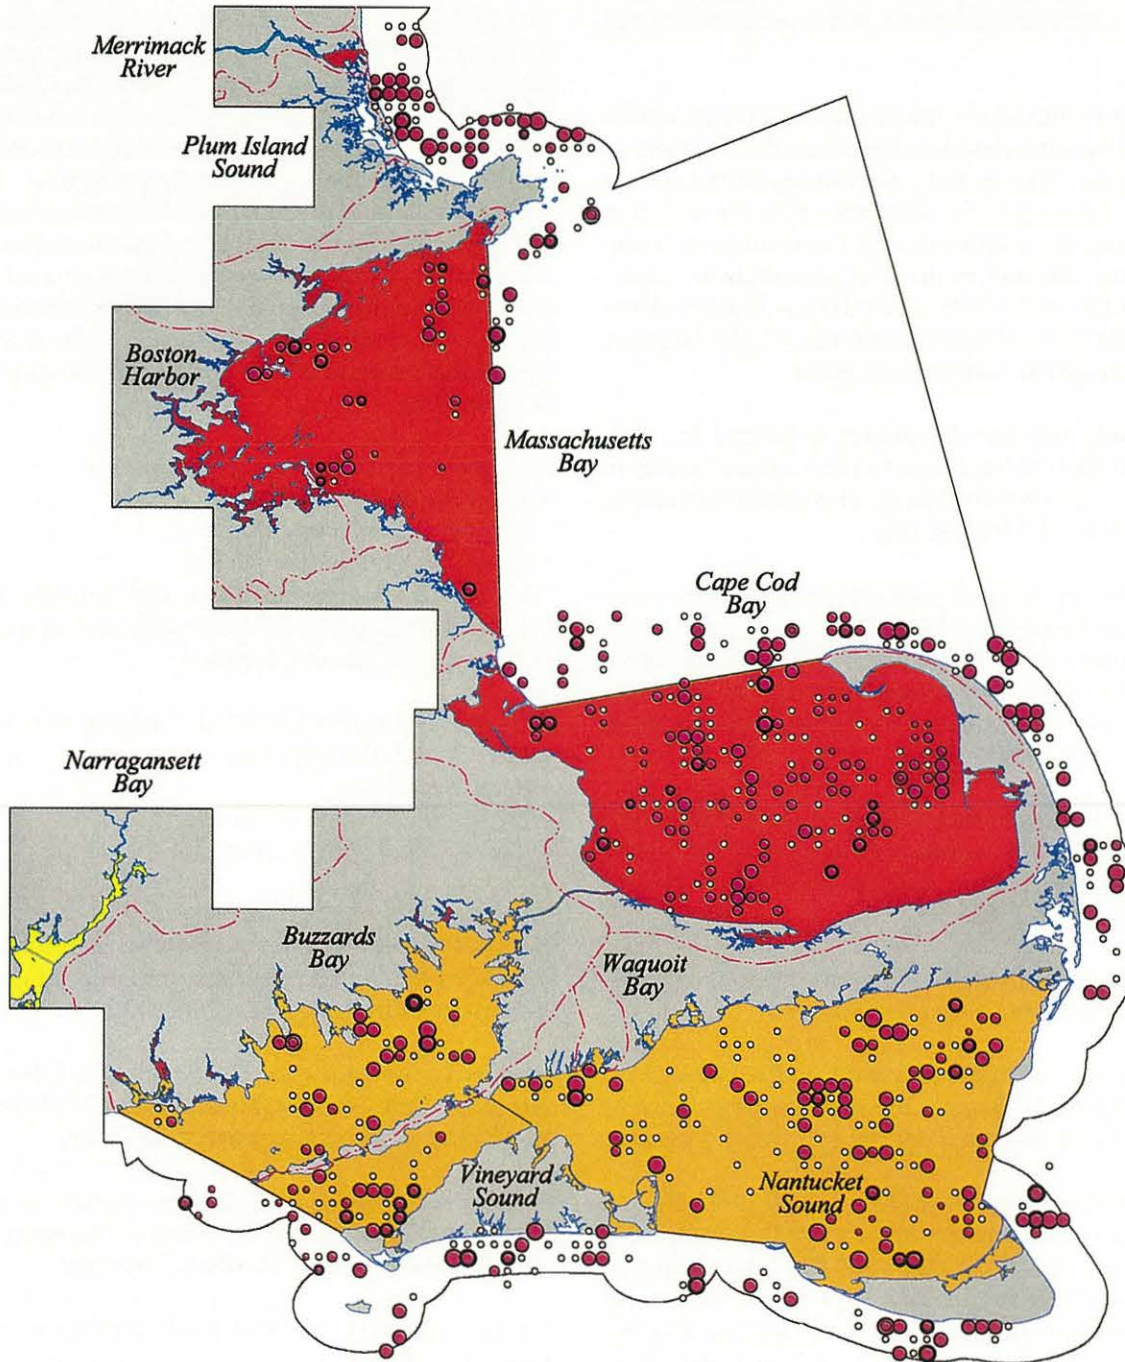 Merrimack
River
Plum Island
Sound
Boston
Harbor
Massachusetts
Bay
Cape Cod
Bay
Narragansett
Bay
Buzzards
Bay
Waquoit
Bay
Vineyard
Sound
Nantucket
Sound